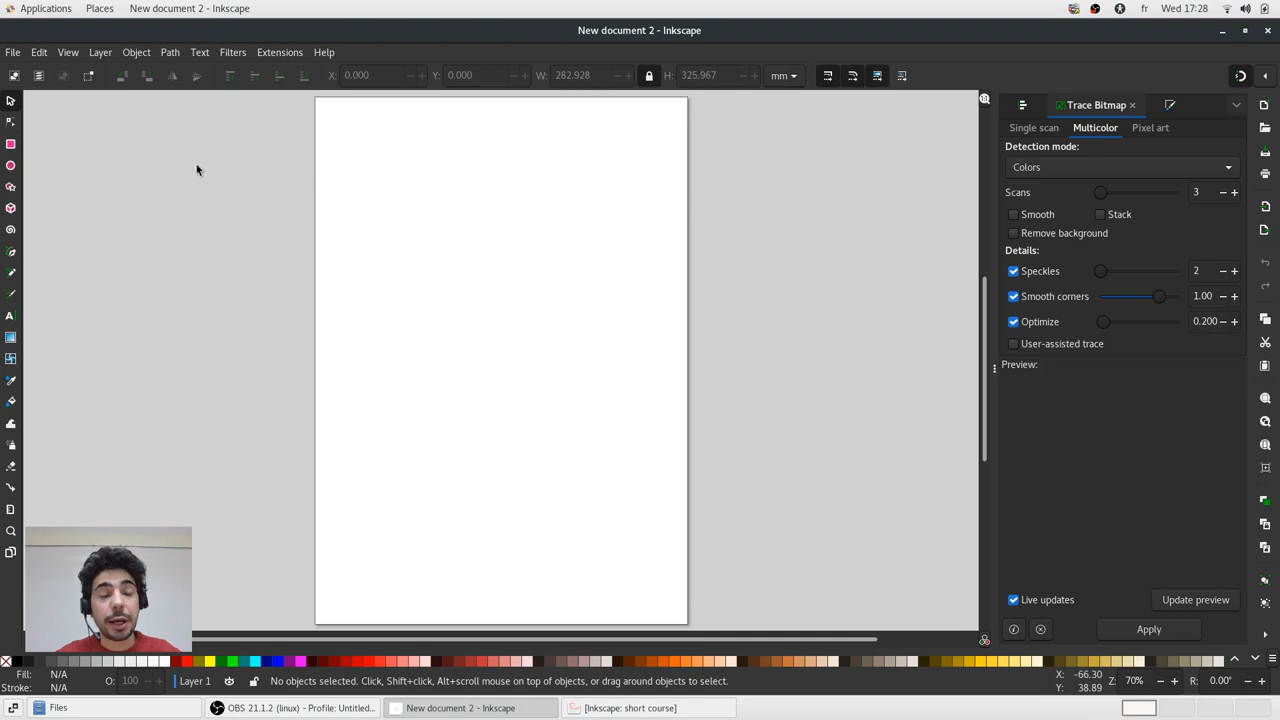 Applications Places New document 2 - Inkscape fr Wed 17:28
New document 2 - Inkscape
File Edit View Layer Object Path Text Filters Extensions Help
X: 0.000 Y: 0.000 W: 282.928 H: 325.967 mm
Trace Bitmap
Single scan Multicolor Pixel art
Detection mode:
Colors
Scans 3
Smooth Stack
Remove background
Details:
Speckles 2
Smooth corners 1.00
Optimize 0.200
User-assisted trace
Preview:
Live updates Update preview
Apply
Fill: N/A O: 100 Layer 1 No objects selected. Click, Shift+click, Alt+scroll mouse on top of objects, or drag around objects to select. X: -66.30 Z: 70% R: 0.00°
Stroke: N/A Y: 38.89
Files OBS 21.1.2 (linux) - Profile: Untitled... New document 2 - Inkscape [Inkscape: short course]